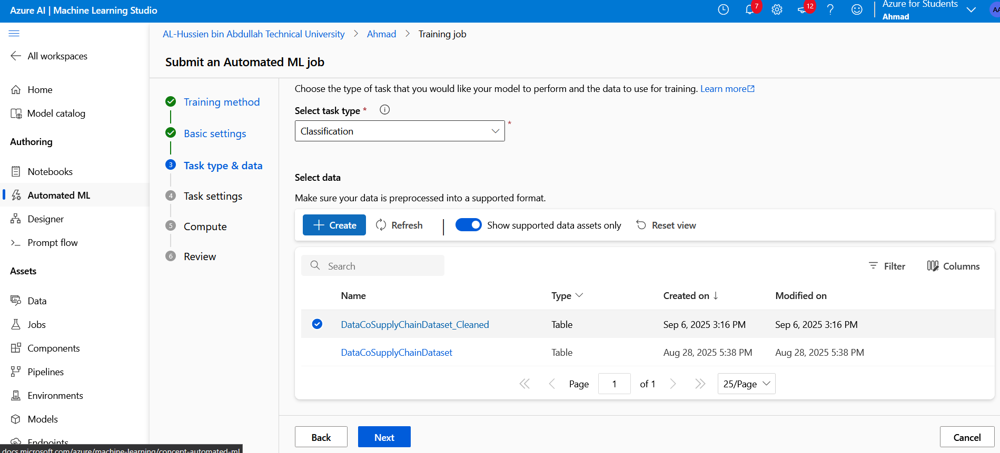 Azure AI | Machine Learning Studio
7
12
Azure for Students
Ahmad
AA
AL-Hussien bin Abdullah Technical University > Ahmad > Training job
All workspaces
Home
Model catalog
Authoring
Notebooks
Automated ML
Designer
Prompt flow
Assets
Data
Jobs
Components
Pipelines
Environments
Models
Endpoints
docs.microsoft.com/azure/machine-learning/concept-automated-ml
Submit an Automated ML job
Training method
Basic settings
3 Task type & data
4 Task settings
5 Compute
6 Review
Choose the type of task that you would like your model to perform and the data to use for training. Learn more
Select task type *
Classification *
Select data
Make sure your data is preprocessed into a supported format.
Create Refresh Show supported data assets only Reset view
Search Filter Columns
Name Type Created on ↓ Modified on
DataCoSupplyChainDataset_Cleaned Table Sep 6, 2025 3:16 PM Sep 6, 2025 3:16 PM
DataCoSupplyChainDataset Table Aug 28, 2025 5:38 PM Aug 28, 2025 5:38 PM
Page 1 of 1 25/Page
Back Next Cancel